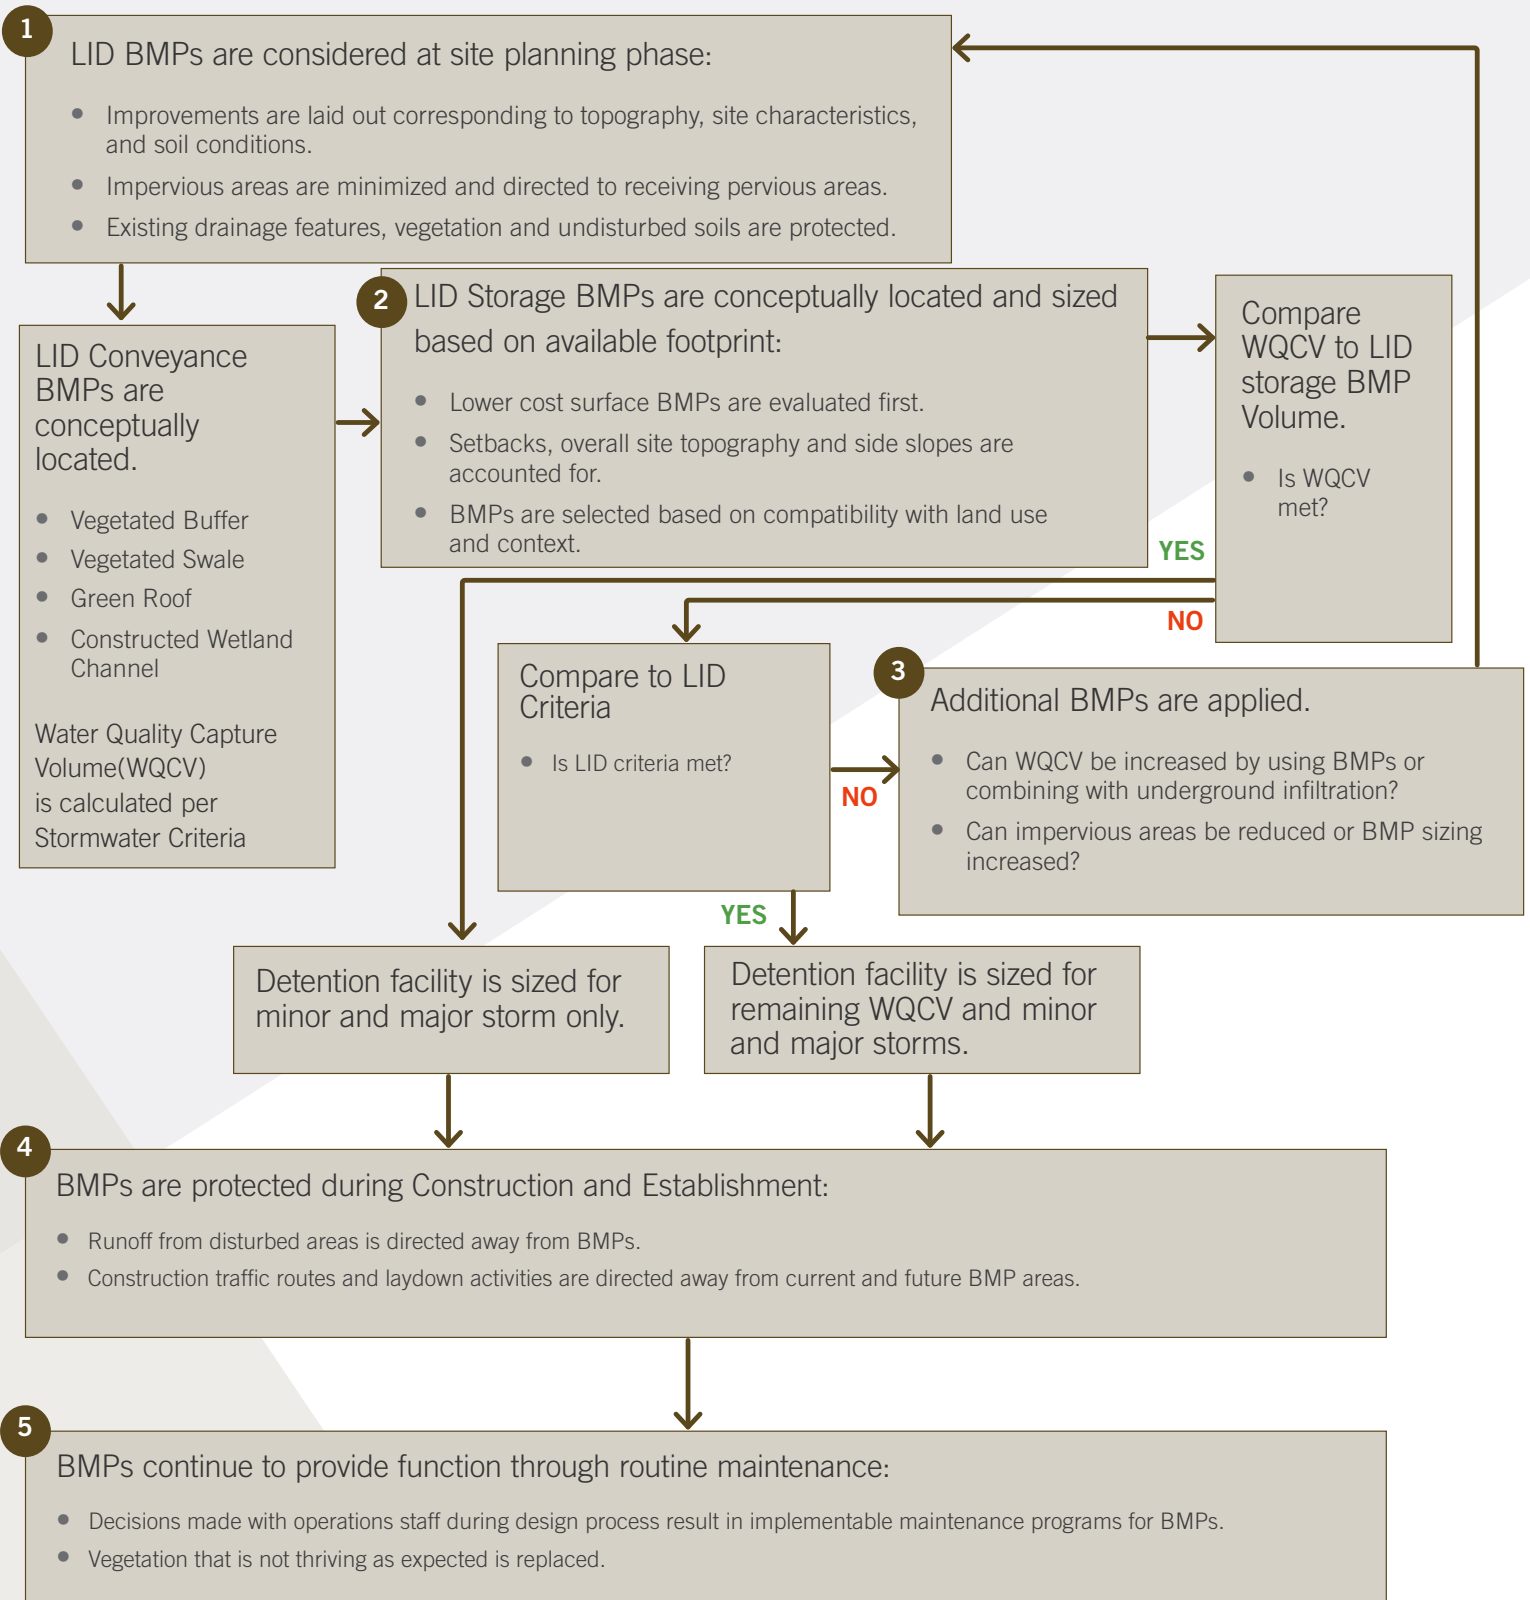 1
LID BMPs are considered at site planning phase:
• Improvements are laid out corresponding to topography, site characteristics,
and soil conditions.
• Impervious areas are minimized and directed to receiving pervious areas.
• Existing drainage features, vegetation and undisturbed soils are protected.
LID Conveyance
BMPs are
conceptually
located.
• Vegetated Buffer
• Vegetated Swale
• Green Roof
• Constructed Wetland
Channel
Water Quality Capture
Volume(WQCV)
is calculated per
Stormwater Criteria
2
LID Storage BMPs are conceptually located and sized
based on available footprint:
• Lower cost surface BMPs are evaluated first.
• Setbacks, overall site topography and side slopes are
accounted for.
• BMPs are selected based on compatibility with land use
and context.
Compare
WQCV to LID
storage BMP
Volume.
• Is WQCV
met?
YES
NO
Compare to LID
Criteria
• Is LID criteria met?
NO
YES
3
Additional BMPs are applied.
• Can WQCV be increased by using BMPs or
combining with underground infiltration?
• Can impervious areas be reduced or BMP sizing
increased?
Detention facility is sized for
minor and major storm only.
Detention facility is sized for
remaining WQCV and minor
and major storms.
4
BMPs are protected during Construction and Establishment:
• Runoff from disturbed areas is directed away from BMPs.
• Construction traffic routes and laydown activities are directed away from current and future BMP areas.
5
BMPs continue to provide function through routine maintenance:
• Decisions made with operations staff during design process result in implementable maintenance programs for BMPs.
• Vegetation that is not thriving as expected is replaced.